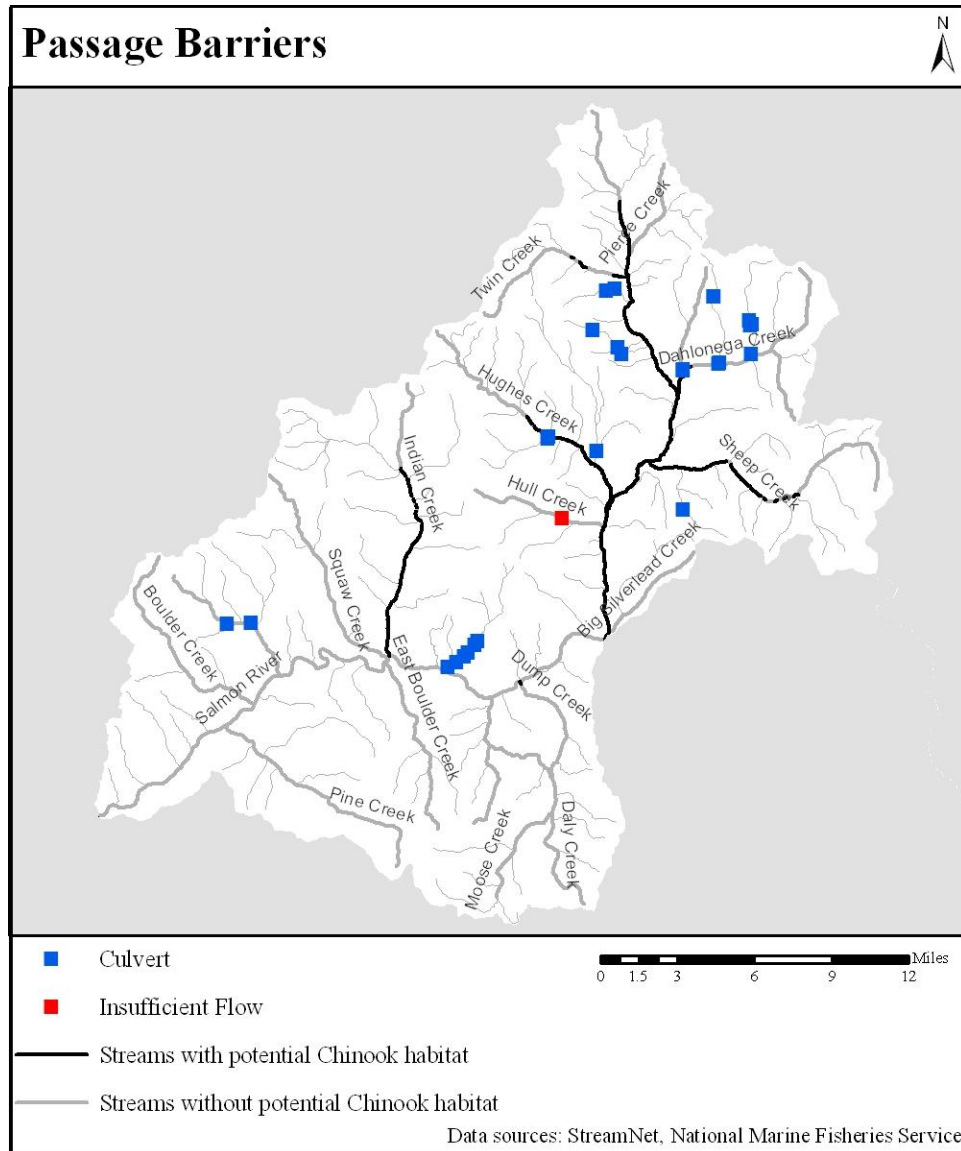 Passage Barriers
N
Pierce Creek
Twin Creek
Dahlonega Creek
Hughes Creek
Sheep Creek
Indian Creek
Hull Creek
Big Silverlead Creek
Squaw Creek
Boulder Creek
East Boulder Creek
Dump Creek
Salmon River
Pine Creek
Moose Creek
Daly Creek
Culvert
Miles
0 1.5 3 6 9 12
Insufficient Flow
Streams with potential Chinook habitat
Streams without potential Chinook habitat
Data sources: StreamNet, National Marine Fisheries Service